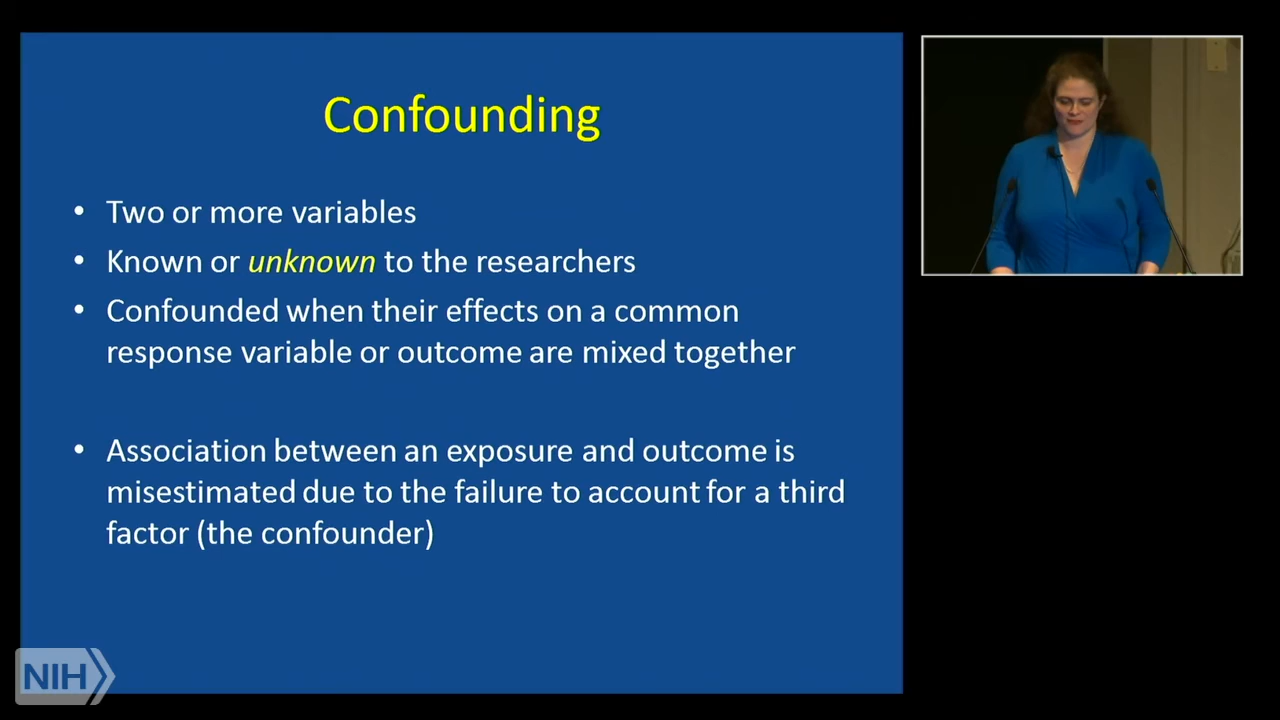 Confounding
• Two or more variables
• Known or unknown to the researchers
• Confounded when their effects on a common
response variable or outcome are mixed together
• Association between an exposure and outcome is
misestimated due to the failure to account for a third
factor (the confounder)
NIH